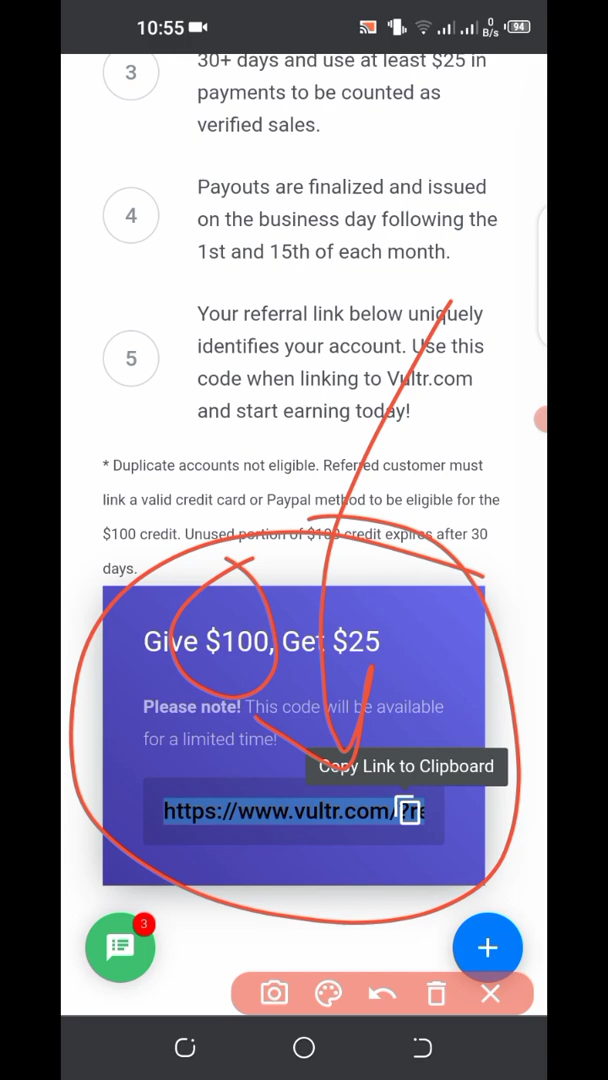 10:55
0
B/s
94
3
30+ days and use at least $25 in
payments to be counted as
verified sales.
4
Payouts are finalized and issued
on the business day following the
1st and 15th of each month.
5
Your referral link below uniquely
identifies your account. Use this
code when linking to Vultr.com
and start earning today!
* Duplicate accounts not eligible. Referred customer must
link a valid credit card or Paypal method to be eligible for the
$100 credit. Unused portion of $100 credit expires after 30
days.
Give $100, Get $25
Please note! This code will be available
for a limited time!
Copy Link to Clipboard
https://www.vultr.com/?re
3